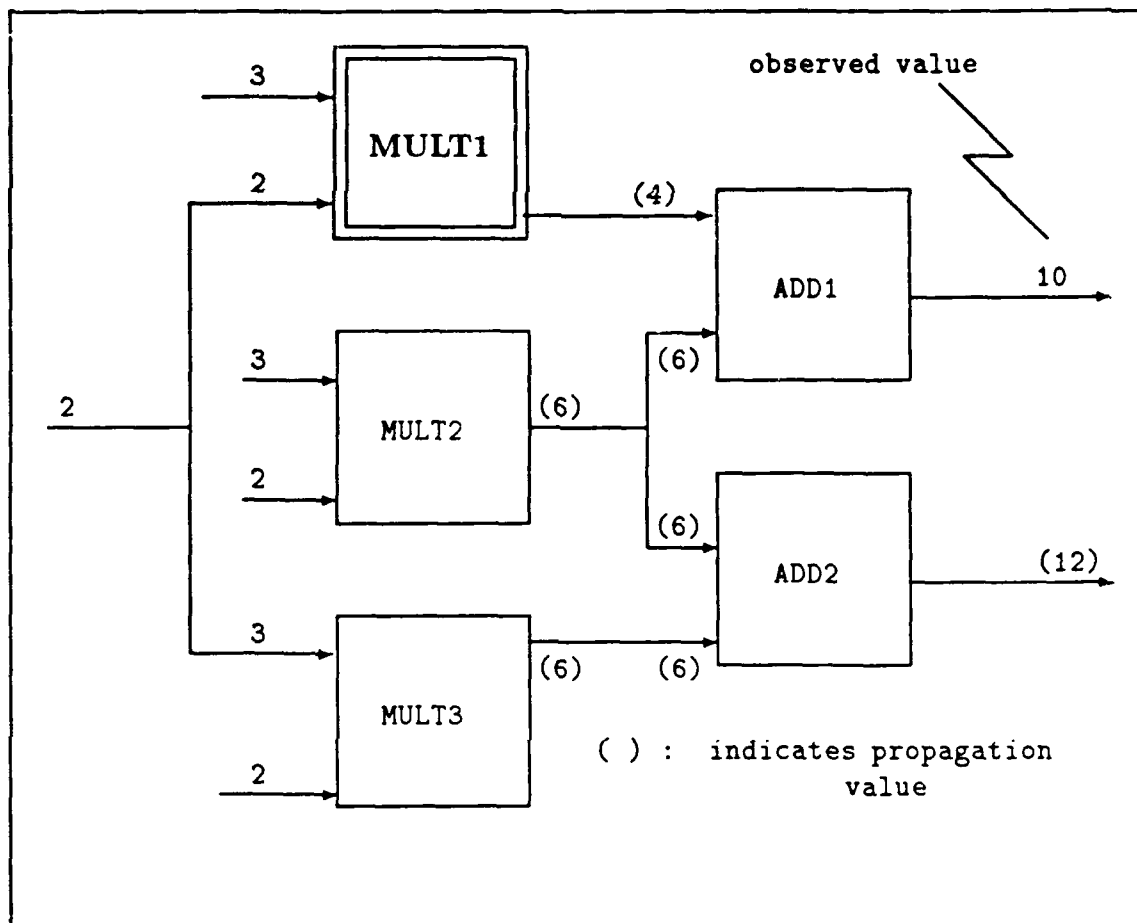 observed value
3
MULT1
2
(4)
10
ADD1
(6)
3
2
(6)
MULT2
2
(6)
(12)
ADD2
3
(6)
(6)
MULT3
( ) : indicates propagation
value
2